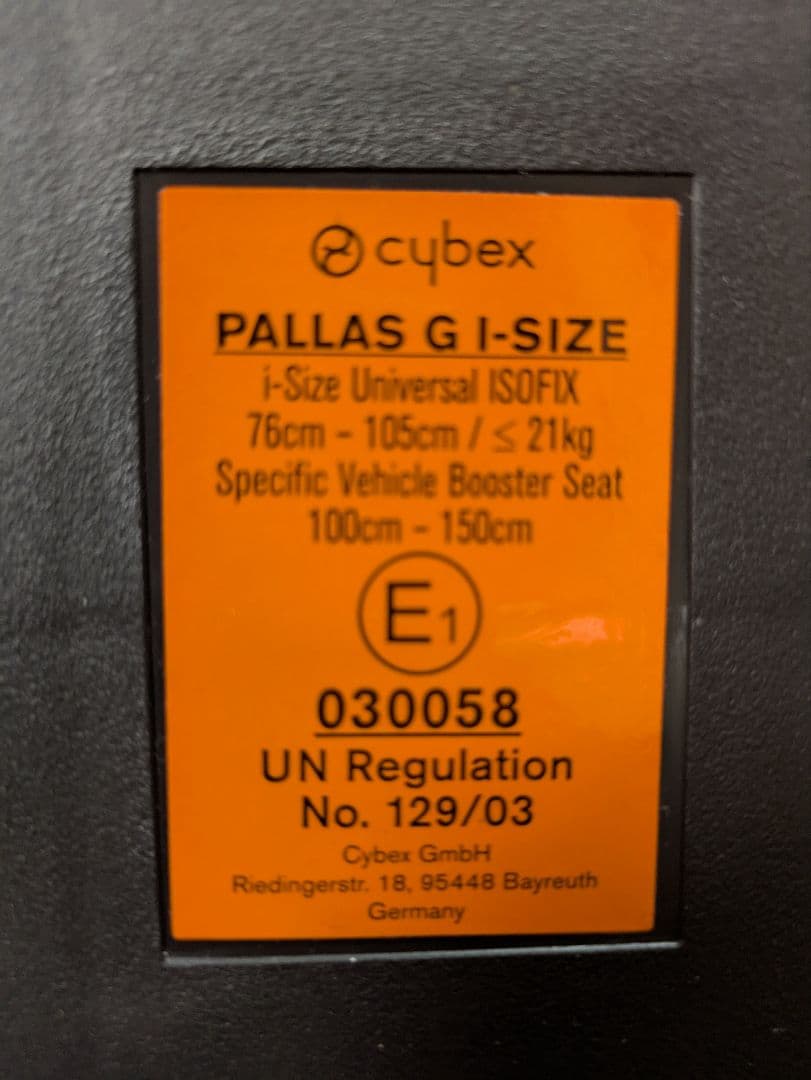 cybex
PALLAS G I-SIZE
i-Size Universal ISOFIX
76cm - 105cm / ≤ 21kg
Specific Vehicle Booster Seat
100cm - 150cm
E1
030058
UN Regulation
No. 129/03
Cybex GmbH
Riedingerstr. 18, 95448 Bayreuth
Germany